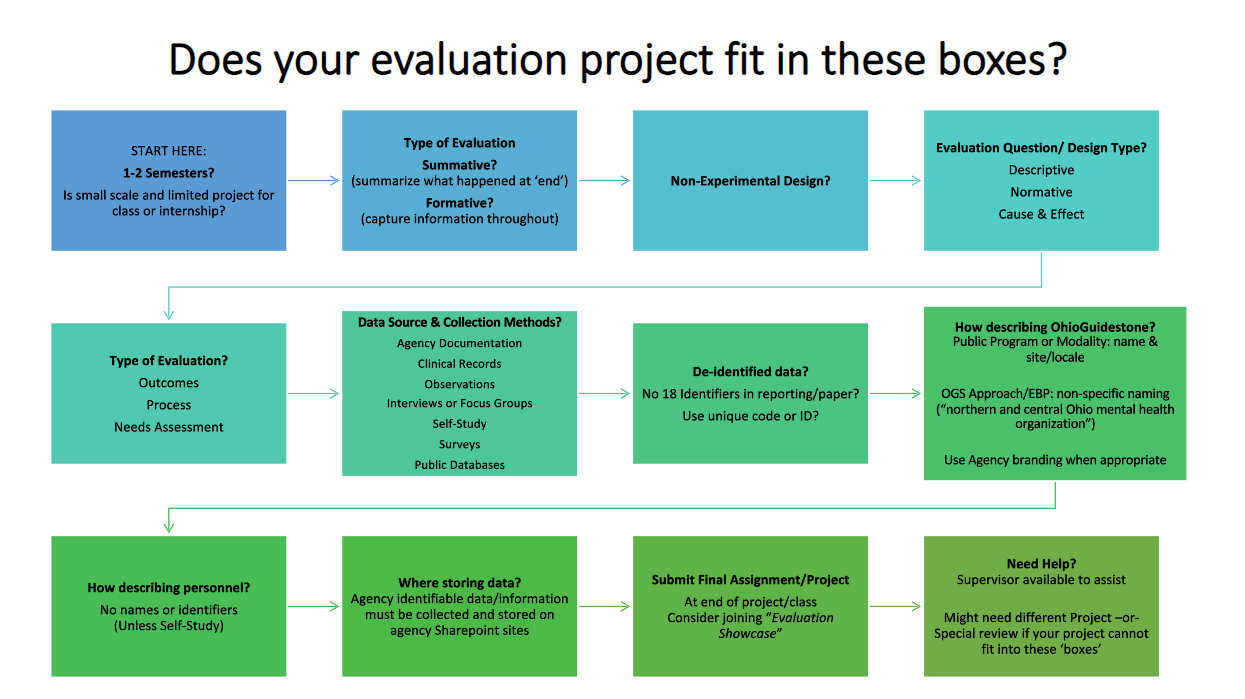 Does your evaluation project fit in these boxes?
START HERE:
1-2 Semesters?
Is small scale and limited project for
class or internship?
Type of Evaluation
Summative?
(summarize what happened at ‘end’)
Formative?
(capture information throughout)
Non-Experimental Design?
Evaluation Question/ Design Type?
Descriptive
Normative
Cause & Effect
Type of Evaluation?
Outcomes
Process
Needs Assessment
Data Source & Collection Methods?
Agency Documentation
Clinical Records
Observations
Interviews or Focus Groups
Self-Study
Surveys
Public Databases
De-identified data?
No 18 Identifiers in reporting/paper?
Use unique code or ID?
How describing OhioGuidestone?
Public Program or Modality: name &
site/locale
OGS Approach/EBP: non-specific naming
(“northern and central Ohio mental health
organization”)
Use Agency branding when appropriate
How describing personnel?
No names or identifiers
(Unless Self-Study)
Where storing data?
Agency identifiable data/information
must be collected and stored on
agency Sharepoint sites
Submit Final Assignment/Project
At end of project/class
Consider joining “Evaluation
Showcase”
Need Help?
Supervisor available to assist
Might need different Project –or-
Special review if your project cannot
fit into these ‘boxes’